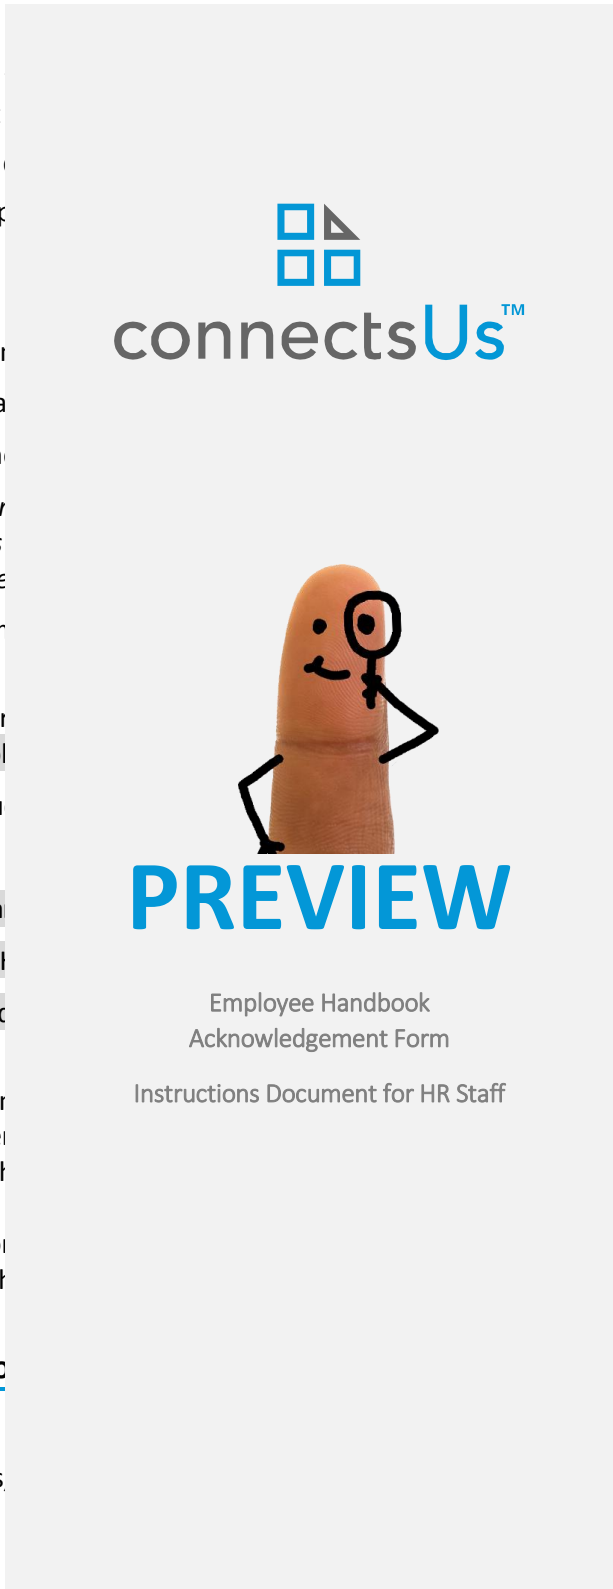 connectsUs™
PREVIEW
Employee Handbook
Acknowledgement Form
Instructions Document for HR Staff